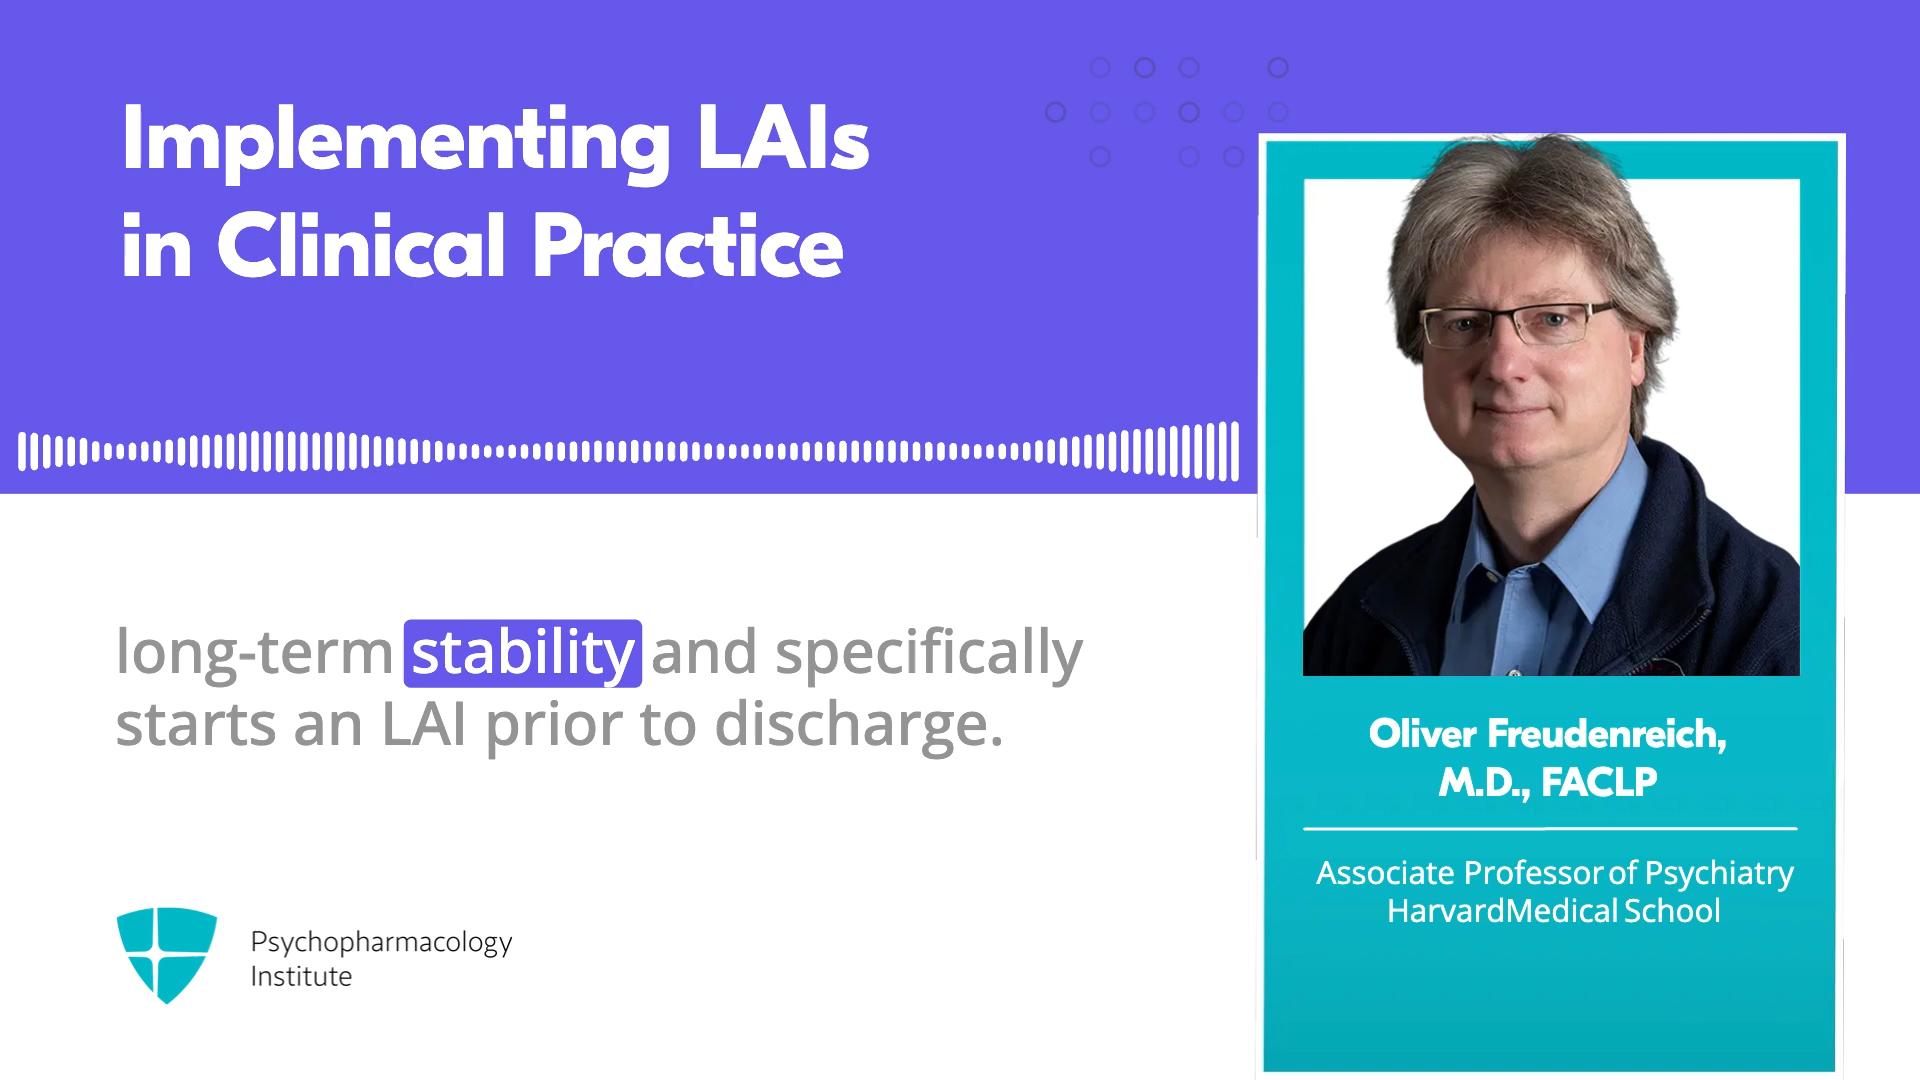 Implementing LAIs
in Clinical Practice
long-term stability and specifically
starts an LAI prior to discharge.
Psychopharmacology
Institute
Oliver Freudenreich,
M.D., FACLP
Associate Professor of Psychiatry
HarvardMedical School